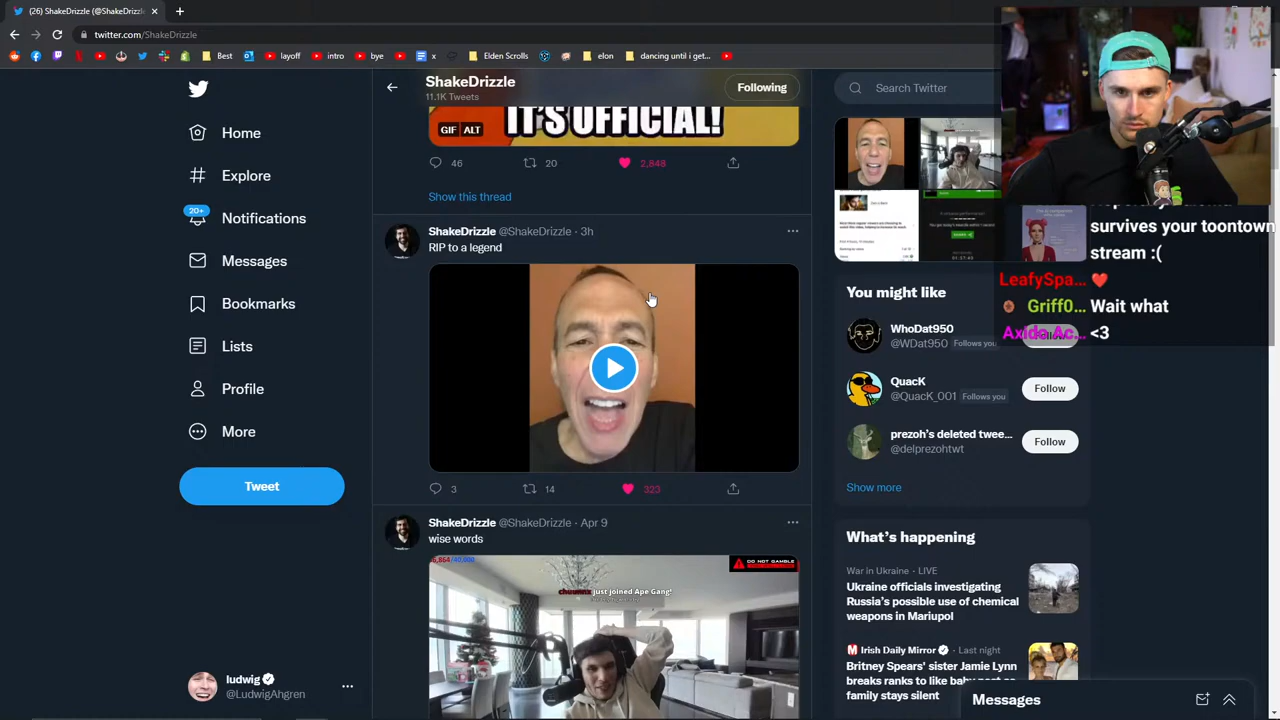 (26) ShakeDrizzle (@ShakeDrizzle)
twitter.com/ShakeDrizzle
Best
layoff
intro
bye
Elden Scrolls
elon
dancing until i get...
ShakeDrizzle
11.1K Tweets
Following
Search Twitter
Home
Explore
20+
Notifications
Messages
Bookmarks
Lists
Profile
More
Tweet
ludwig
@LudwigAhgren
GIF ALT
IT'S OFFICIAL!
46 20 2,848
Show this thread
ShakeDrizzle @ShakeDrizzle · 3h
RIP to a legend
3 14 323
ShakeDrizzle @ShakeDrizzle · Apr 9
wise words
DO NOT GAMBLE
just joined Ape Gang!
survives your toontown
stream :(
LeafySpa...
Griff0... Wait what
Axido Ac... <3
You might like
WhoDat950
@WDat950 Follows you
QuacK
@QuacK_001 Follows you
Follow
prezoh's deleted twee...
@delprezohtwt
Follow
Show more
What's happening
War in Ukraine · LIVE
Ukraine officials investigating
Russia's possible use of chemical
weapons in Mariupol
Irish Daily Mirror · Last night
Britney Spears' sister Jamie Lynn
breaks ranks to like baby
family stays silent
Messages